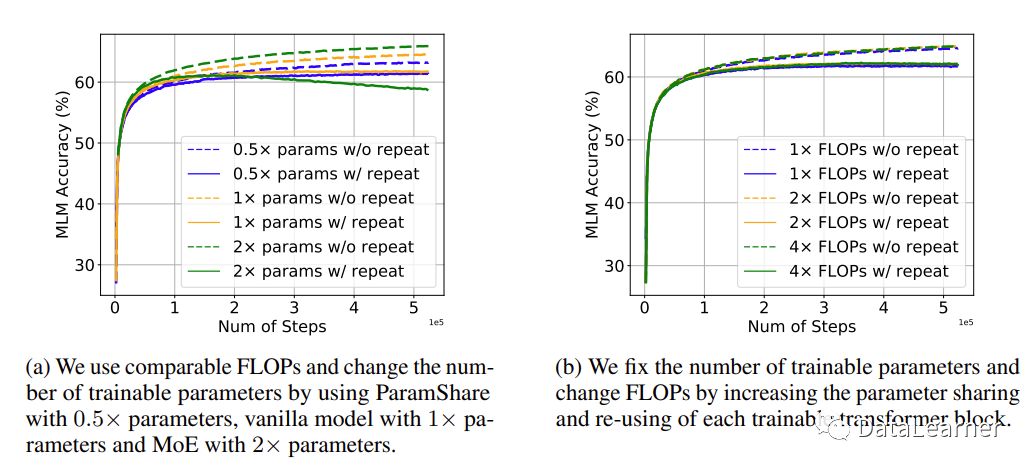 MLM Accuracy (%)
60
50
40
30
0.5× params w/o repeat
0.5× params w/ repeat
1× params w/o repeat
1× params w/ repeat
2× params w/o repeat
2× params w/ repeat
0 1 2 3 4 5
1e5
Num of Steps
(a) We use comparable FLOPs and change the num-
ber of trainable parameters by using ParamShare
with 0.5× parameters, vanilla model with 1× pa-
rameters and MoE with 2× parameters.
MLM Accuracy (%)
60
50
40
30
1× FLOPs w/o repeat
1× FLOPs w/ repeat
2× FLOPs w/o repeat
2× FLOPs w/ repeat
4× FLOPs w/o repeat
4× FLOPs w/ repeat
0 1 2 3 4 5
1e5
Num of Steps
(b) We fix the number of trainable parameters and
change FLOPs by increasing the parameter sharing
and re-using of each trainable transformer block.
DataLearner